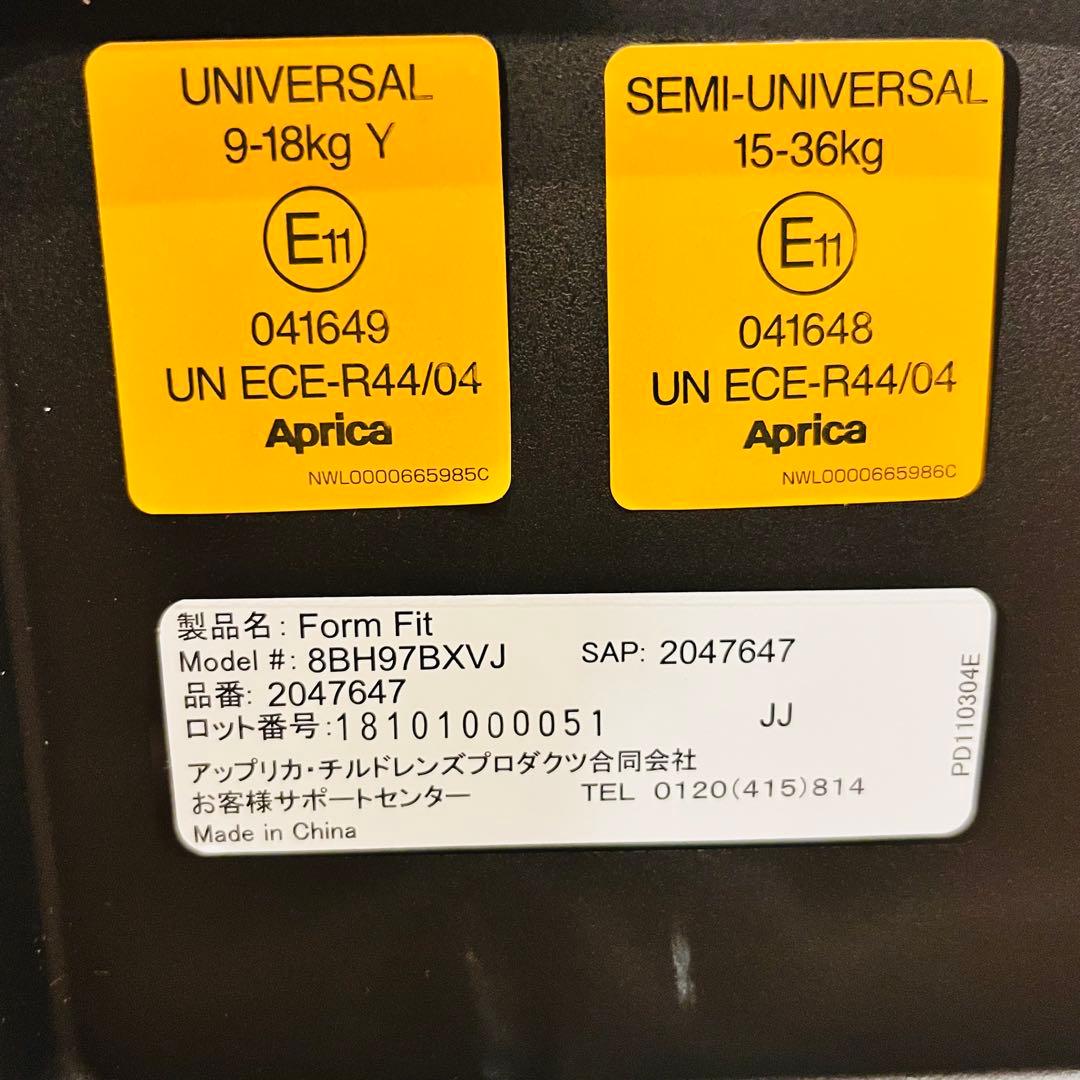 UNIVERSAL
9-18kg Y
E11
041649
UN ECE-R44/04
Aprica
NWL0000665985C
SEMI-UNIVERSAL
15-36kg
E11
041648
UN ECE-R44/04
Aprica
NWL0000665986C
製品名: Form Fit
Model #: 8BH97BXVJ SAP: 2047647
品番: 2047647
ロット番号:18101000051 JJ
アップリカ・チルドレンズプロダクツ合同会社
お客様サポートセンター TEL 0120(415)814
Made in China
PD110304E